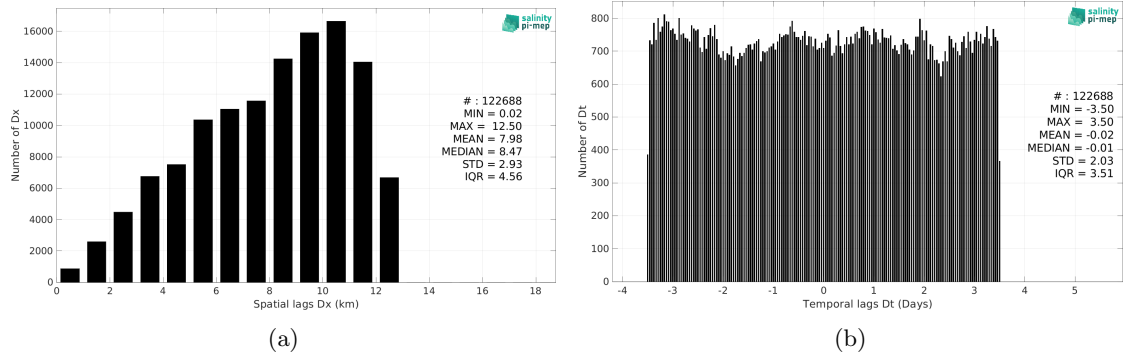 salinity
pi-mep
# : 122688
MIN = 0.02
MAX = 12.50
MEAN = 7.98
MEDIAN = 8.47
STD = 2.93
IQR = 4.56
Number of Dx
16000
14000
12000
10000
8000
6000
4000
2000
0
0 2 4 6 8 10 12 14 16 18
Spatial lags Dx (km)
(a)
salinity
pi-mep
# : 122688
MIN = -3.50
MAX = 3.50
MEAN = -0.02
MEDIAN = -0.01
STD = 2.03
IQR = 3.51
Number of Dt
800
700
600
500
400
300
200
100
0
-4 -3 -2 -1 0 1 2 3 4 5
Temporal lags Dt (Days)
(b)